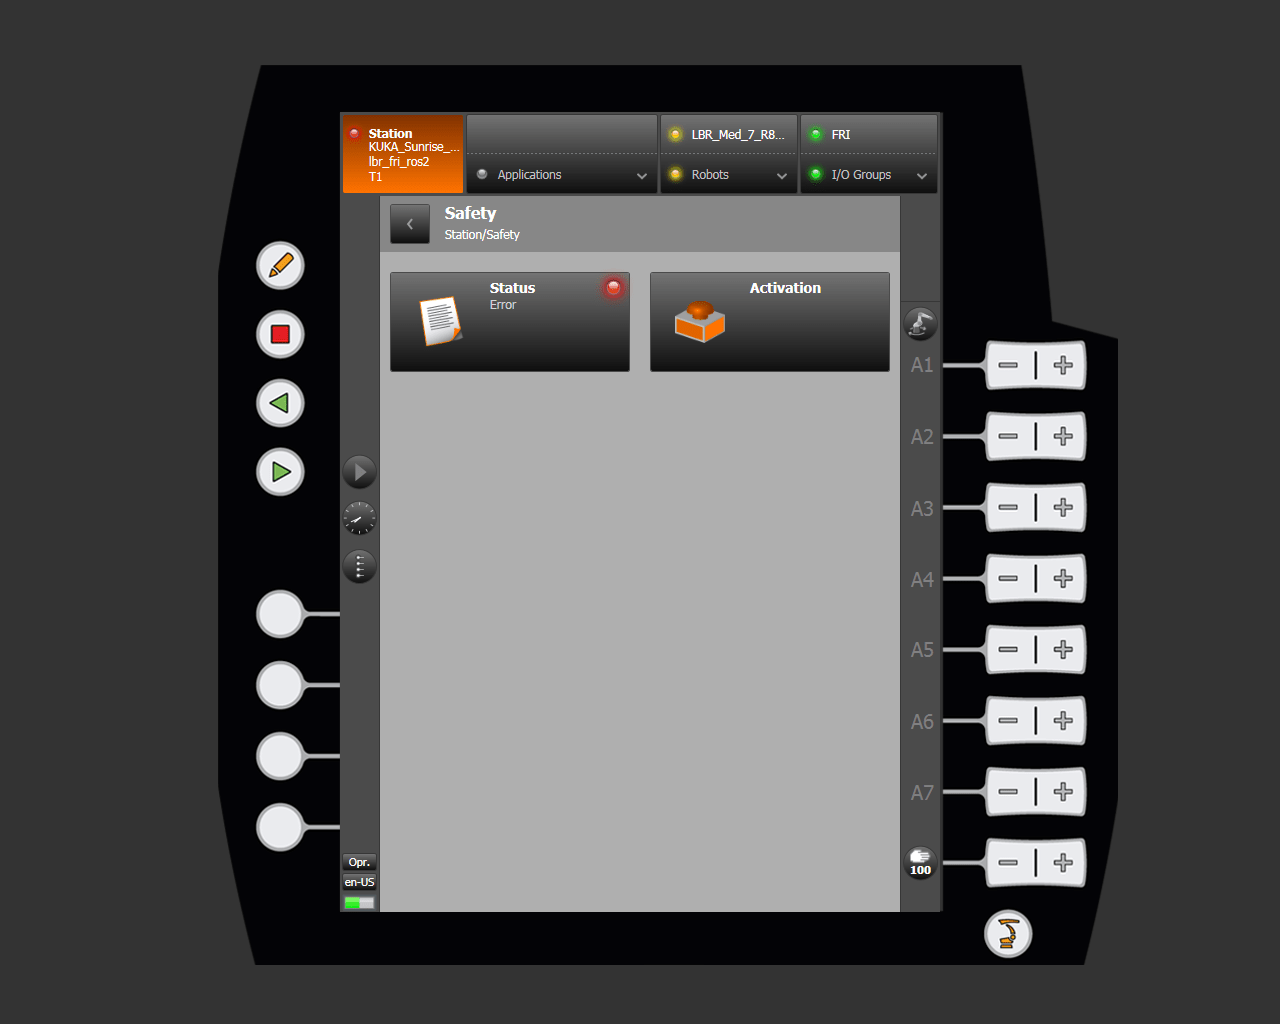 Station
KUKA_Sunrise_...
lbr_fri_ros2
T1
Applications
LBR_Med_7_R8...
Robots
FRI
I/O Groups
Safety
Station/Safety
Status
Error
Activation
A1
A2
A3
A4
A5
A6
A7
100
Opr.
en-US